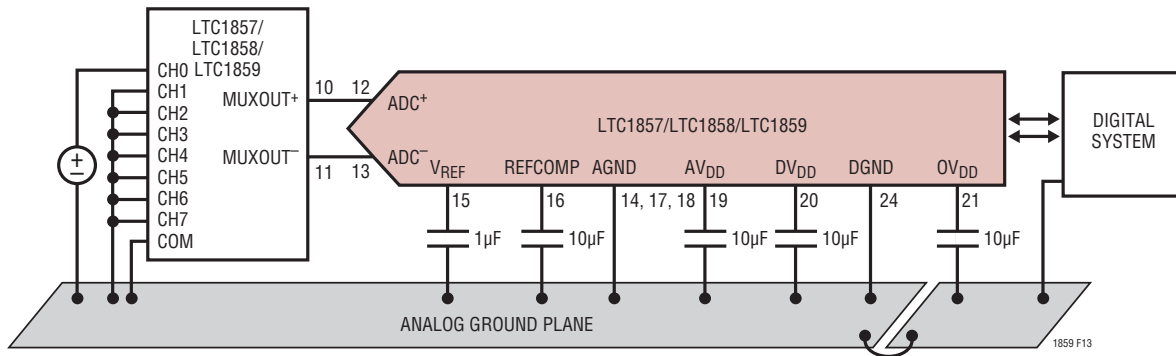 LTC1857/
LTC1858/
LTC1859
CH0
CH1
CH2
CH3
CH4
CH5
CH6
CH7
COM
MUXOUT+
MUXOUT–
10
11
12
13
ADC+
ADC–
LTC1857/LTC1858/LTC1859
VREF
REFCOMP
AGND
AVDD
DVDD
DGND
OVDD
15
16
14, 17, 18
19
20
24
21
1µF
10µF
10µF
10µF
10µF
+
–
DIGITAL
SYSTEM
ANALOG GROUND PLANE
1859 F13